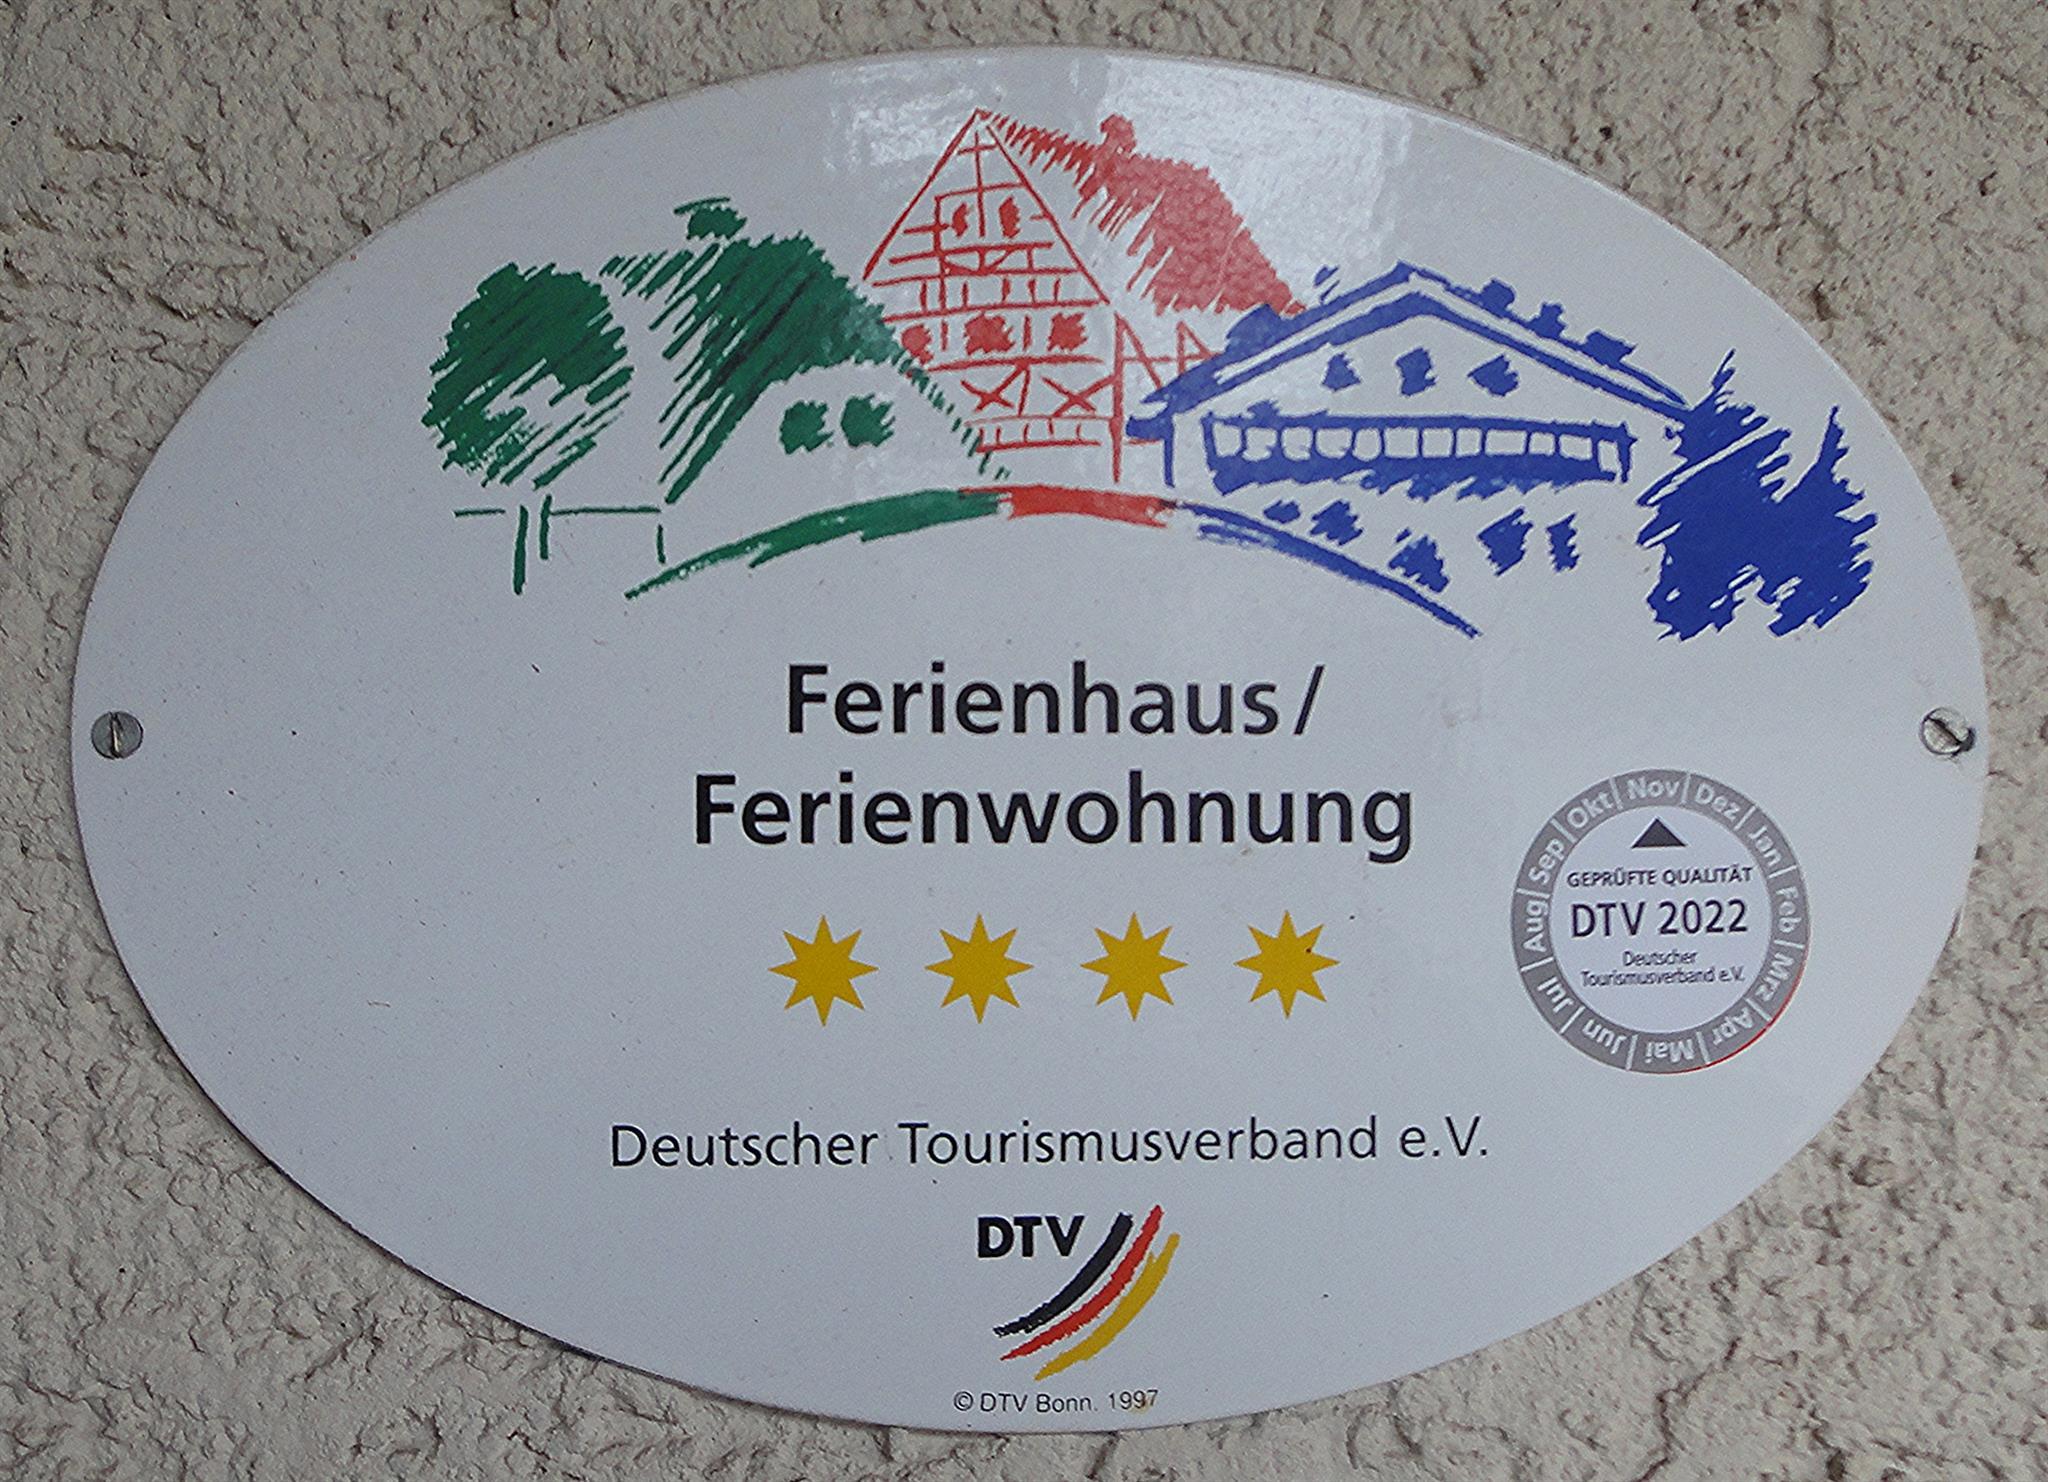 Ferienhaus/
Ferienwohnung
Okt Nov Dez Jan Feb Mrz Apr Mai Jun Jul Aug Sep
GEPRÜFTE QUALITÄT
DTV 2022
Deutscher
Tourismusverband e.V.
Deutscher Tourismusverband e.V.
DTV
© DTV Bonn. 1997